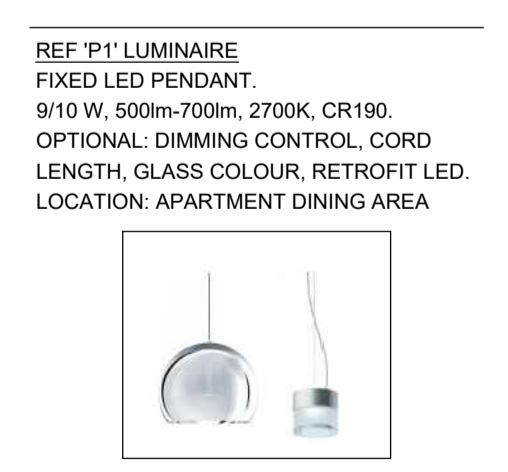 REF 'P1' LUMINAIRE
FIXED LED PENDANT.
9/10 W, 500lm-700lm, 2700K, CR190.
OPTIONAL: DIMMING CONTROL, CORD
LENGTH, GLASS COLOUR, RETROFIT LED.
LOCATION: APARTMENT DINING AREA